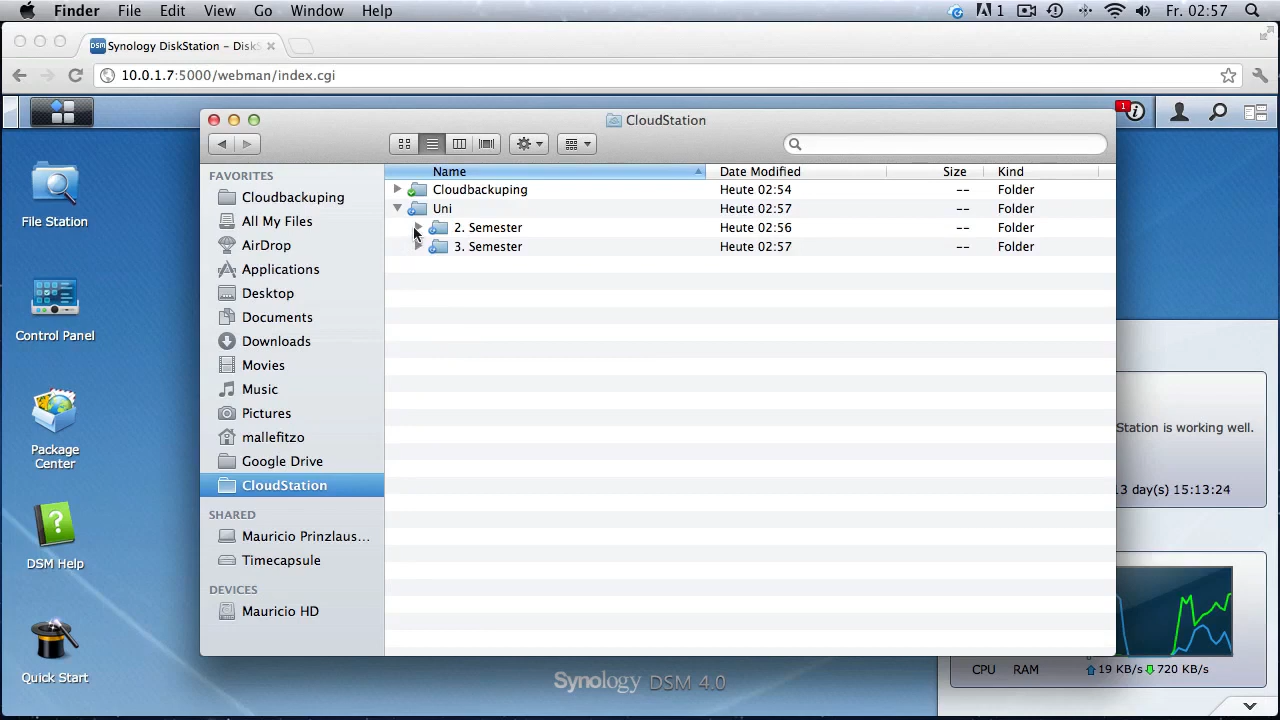 Finder File Edit View Go Window Help 1 Fr. 02:57
DSM Synology DiskStation - Disk
10.0.1.7:5000/webman/index.cgi
1
CloudStation
FAVORITES
Cloudbackuping
All My Files
AirDrop
Applications
Desktop
Documents
Downloads
Movies
Music
Pictures
mallefitzo
Google Drive
CloudStation
SHARED
Mauricio Prinzlaus...
Timecapsule
DEVICES
Mauricio HD
Name Date Modified Size Kind
Cloudbackuping Heute 02:54 -- Folder
Uni Heute 02:57 -- Folder
2. Semester Heute 02:56 -- Folder
3. Semester Heute 02:57 -- Folder
File Station
Control Panel
Package
Center
DSM Help
Quick Start
Station is working well.
13 day(s) 15:13:24
CPU RAM 19 KB/s 720 KB/s
Synology DSM 4.0